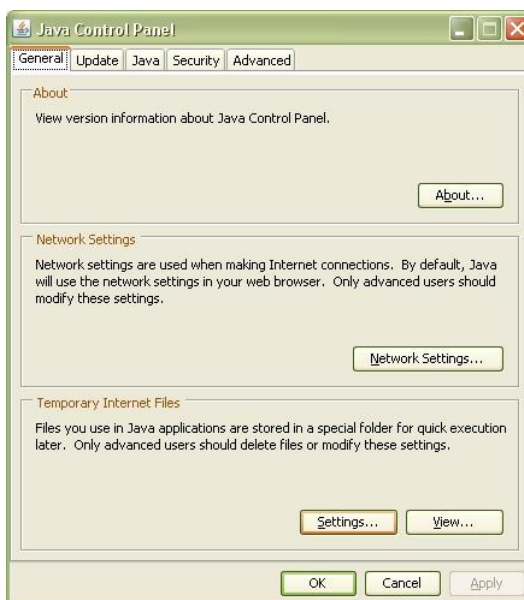 Java Control Panel
General Update Java Security Advanced
About
View version information about Java Control Panel.
About...
Network Settings
Network settings are used when making Internet connections. By default, Java
will use the network settings in your web browser. Only advanced users should
modify these settings.
Network Settings...
Temporary Internet Files
Files you use in Java applications are stored in a special folder for quick execution
later. Only advanced users should delete files or modify these settings.
Settings... View...
OK Cancel Apply